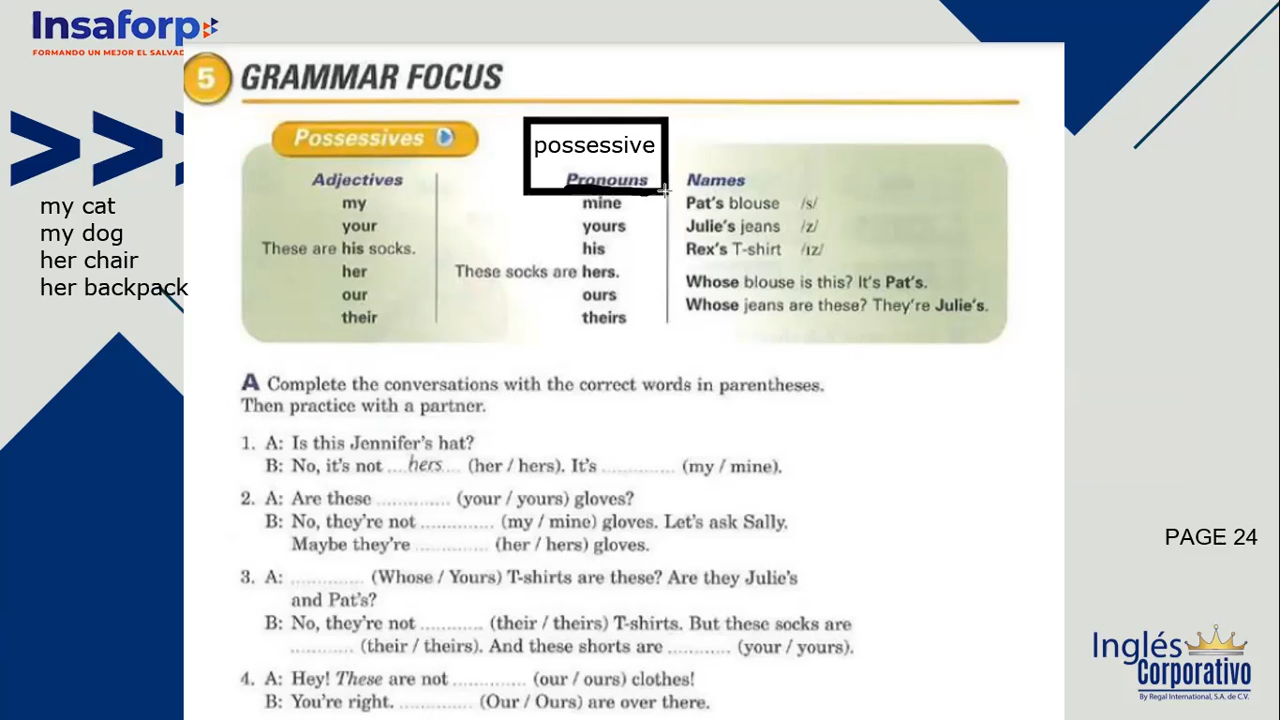 Insaforp
FORMANDO UN MEJOR EL SALVAD
5 GRAMMAR FOCUS
Possessives
possessive
Adjectives Pronouns Names
my mine Pat's blouse /s/
your yours Julie's jeans /z/
These are his socks. his Rex's T-shirt /ɪz/
her These socks are hers.
Whose blouse is this? It's Pat's.
our ours
Whose jeans are these? They're Julie's.
their theirs
my cat
my dog
her chair
her backpack
A Complete the conversations with the correct words in parentheses.
Then practice with a partner.
1. A: Is this Jennifer's hat?
B: No, it's not ...hers... (her / hers). It's ............ (my / mine).
2. A: Are these ............ (your / yours) gloves?
B: No, they're not ............ (my / mine) gloves. Let's ask Sally.
Maybe they're ............ (her / hers) gloves.
3. A: ............ (Whose / Yours) T-shirts are these? Are they Julie's
and Pat's?
B: No, they're not ............ (their / theirs) T-shirts. But these socks are
............ (their / theirs). And these shorts are ............ (your / yours).
4. A: Hey! These are not ............ (our / ours) clothes!
B: You're right. ............ (Our / Ours) are over there.
PAGE 24
Inglés
Corporativo
By Regal International, S.A. de C.V.